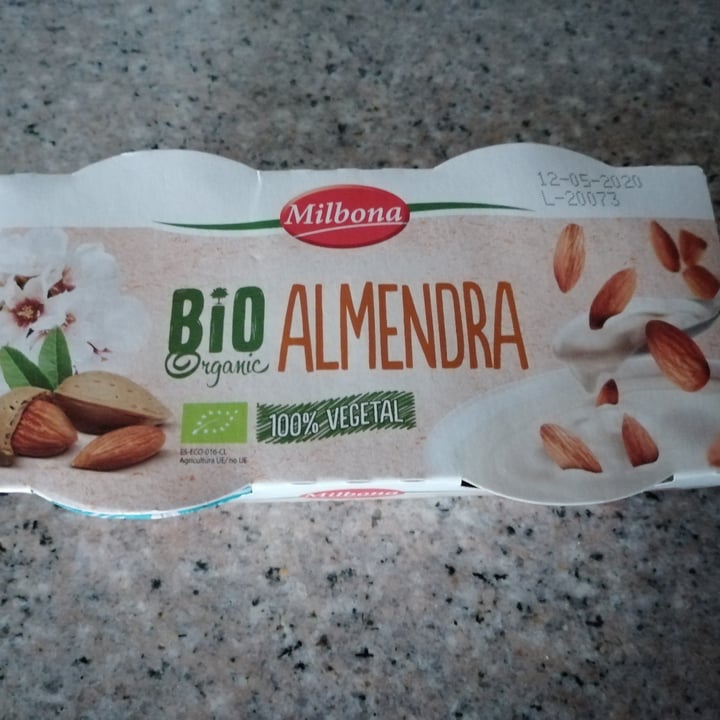 12-05-2020
L-20073
Milbona
BiO
Organic
ALMENDRA
100% VEGETAL
ES-ECO-016-CL
Agricultura UE/no UE
Milbona